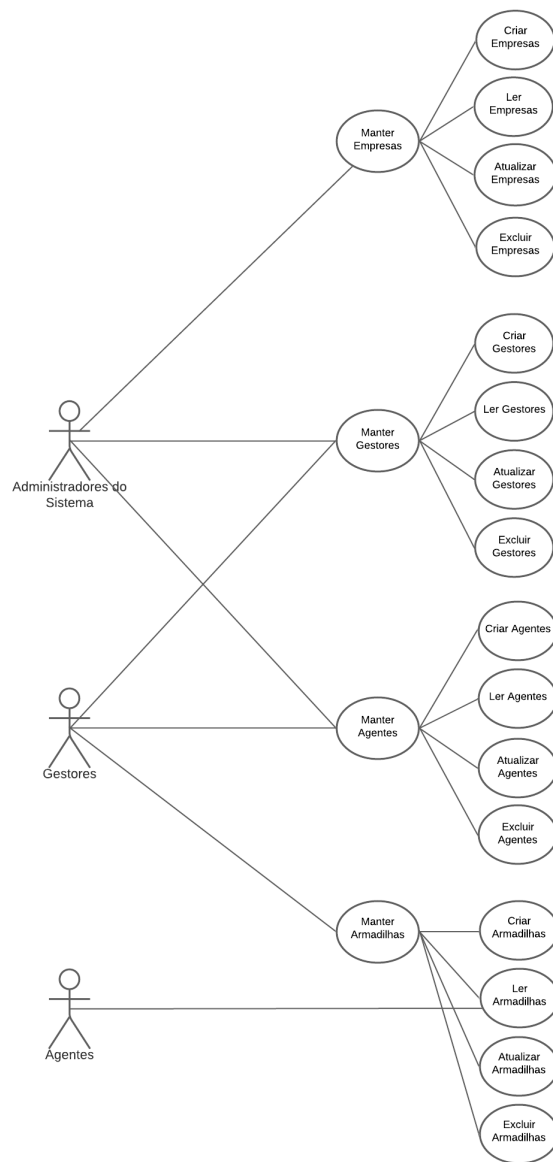 Criar
Empresas
Ler
Empresas
Manter
Empresas
Atualizar
Empresas
Excluir
Empresas
Criar
Gestores
Ler Gestores
Manter
Gestores
Atualizar
Gestores
Administradores do
Sistema
Excluir
Gestores
Criar Agentes
Ler Agentes
Manter
Agentes
Gestores
Atualizar
Agentes
Excluir
Agentes
Manter
Armadilhas
Criar
Armadilhas
Ler
Armadilhas
Agentes
Atualizar
Armadilhas
Excluir
Armadilhas